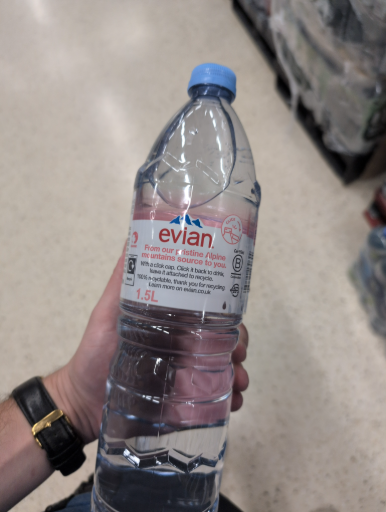 evian
From our pristine Alpine
mountains source to you.
With a click cap. Click it back to drink,
leave it attached to recycle.
100% recyclable, thank you for recycling!
Learn more on evian.co.uk
1.5L